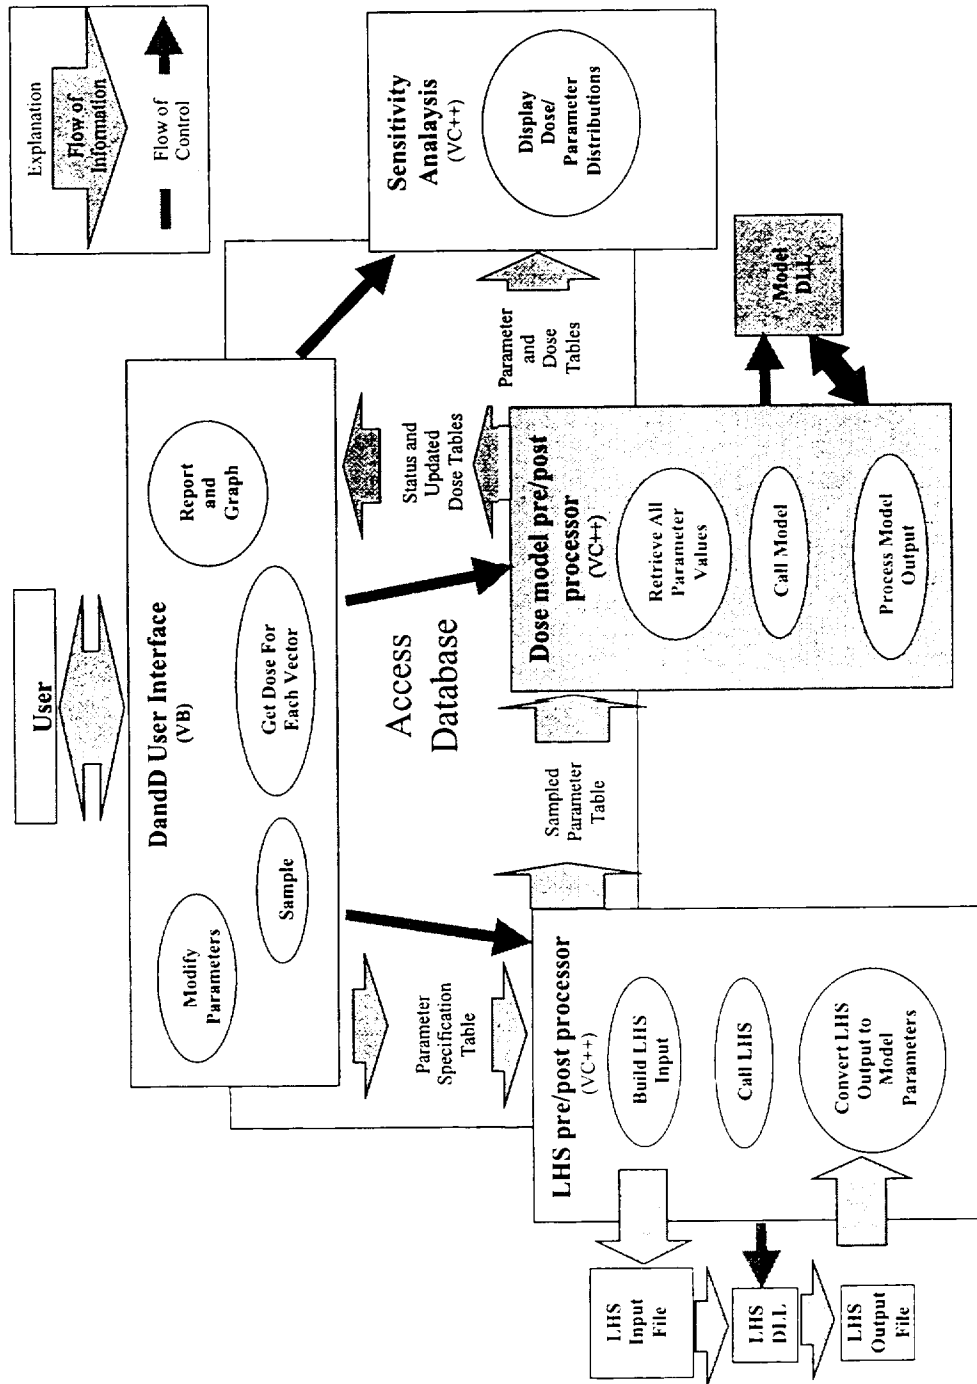 User
Explanation
Flow of
Information
Flow of
Control
DandD User Interface
(VB)
Modify
Parameters
Sample
Get Dose For
Each Vector
Report
and
Graph
Parameter
Specification
Table
Access
Database
Status and
Updated
Dose Tables
Sensitivity
Analaysis
(VC++)
Display
Dose/
Parameter
Distributions
Parameter
and Dose
Tables
Sampled
Parameter
Table
LHS pre/post processor
(VC++)
Build LHS
Input
Call LHS
Convert LHS
Output to
Model
Parameters
LHS
Input
File
LHS
DLL
LHS
Output
File
Dose model pre/post
processor
(VC++)
Retrieve All
Parameter
Values
Call Model
Process Model
Output
Model
DLL